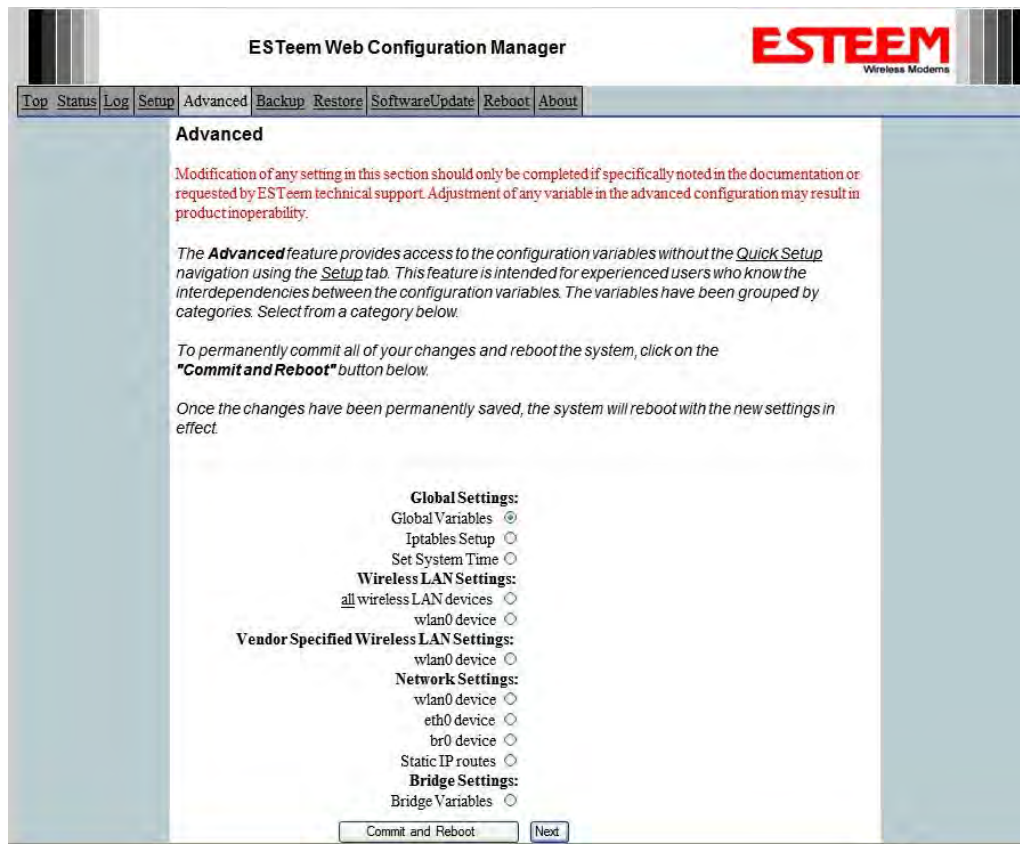 ESTeem Web Configuration Manager
ESTEEM
Wireless Modems
Top Status Log Setup Advanced Backup Restore SoftwareUpdate Reboot About
Advanced
Modification of any setting in this section should only be completed if specifically noted in the documentation or
requested by ESTeem technical support. Adjustment of any variable in the advanced configuration may result in
product inoperability.
The Advanced feature provides access to the configuration variables without the Quick Setup
navigation using the Setup tab. This feature is intended for experienced users who know the
interdependencies between the configuration variables. The variables have been grouped by
categories. Select from a category below.
To permanently commit all of your changes and reboot the system, click on the
"Commit and Reboot" button below.
Once the changes have been permanently saved, the system will reboot with the new settings in
effect.
Global Settings:
Global Variables
Iptables Setup
Set System Time
Wireless LAN Settings:
all wireless LAN devices
wlan0 device
Vendor Specified Wireless LAN Settings:
wlan0 device
Network Settings:
wlan0 device
eth0 device
br0 device
Static IP routes
Bridge Settings:
Bridge Variables
Commit and Reboot Next